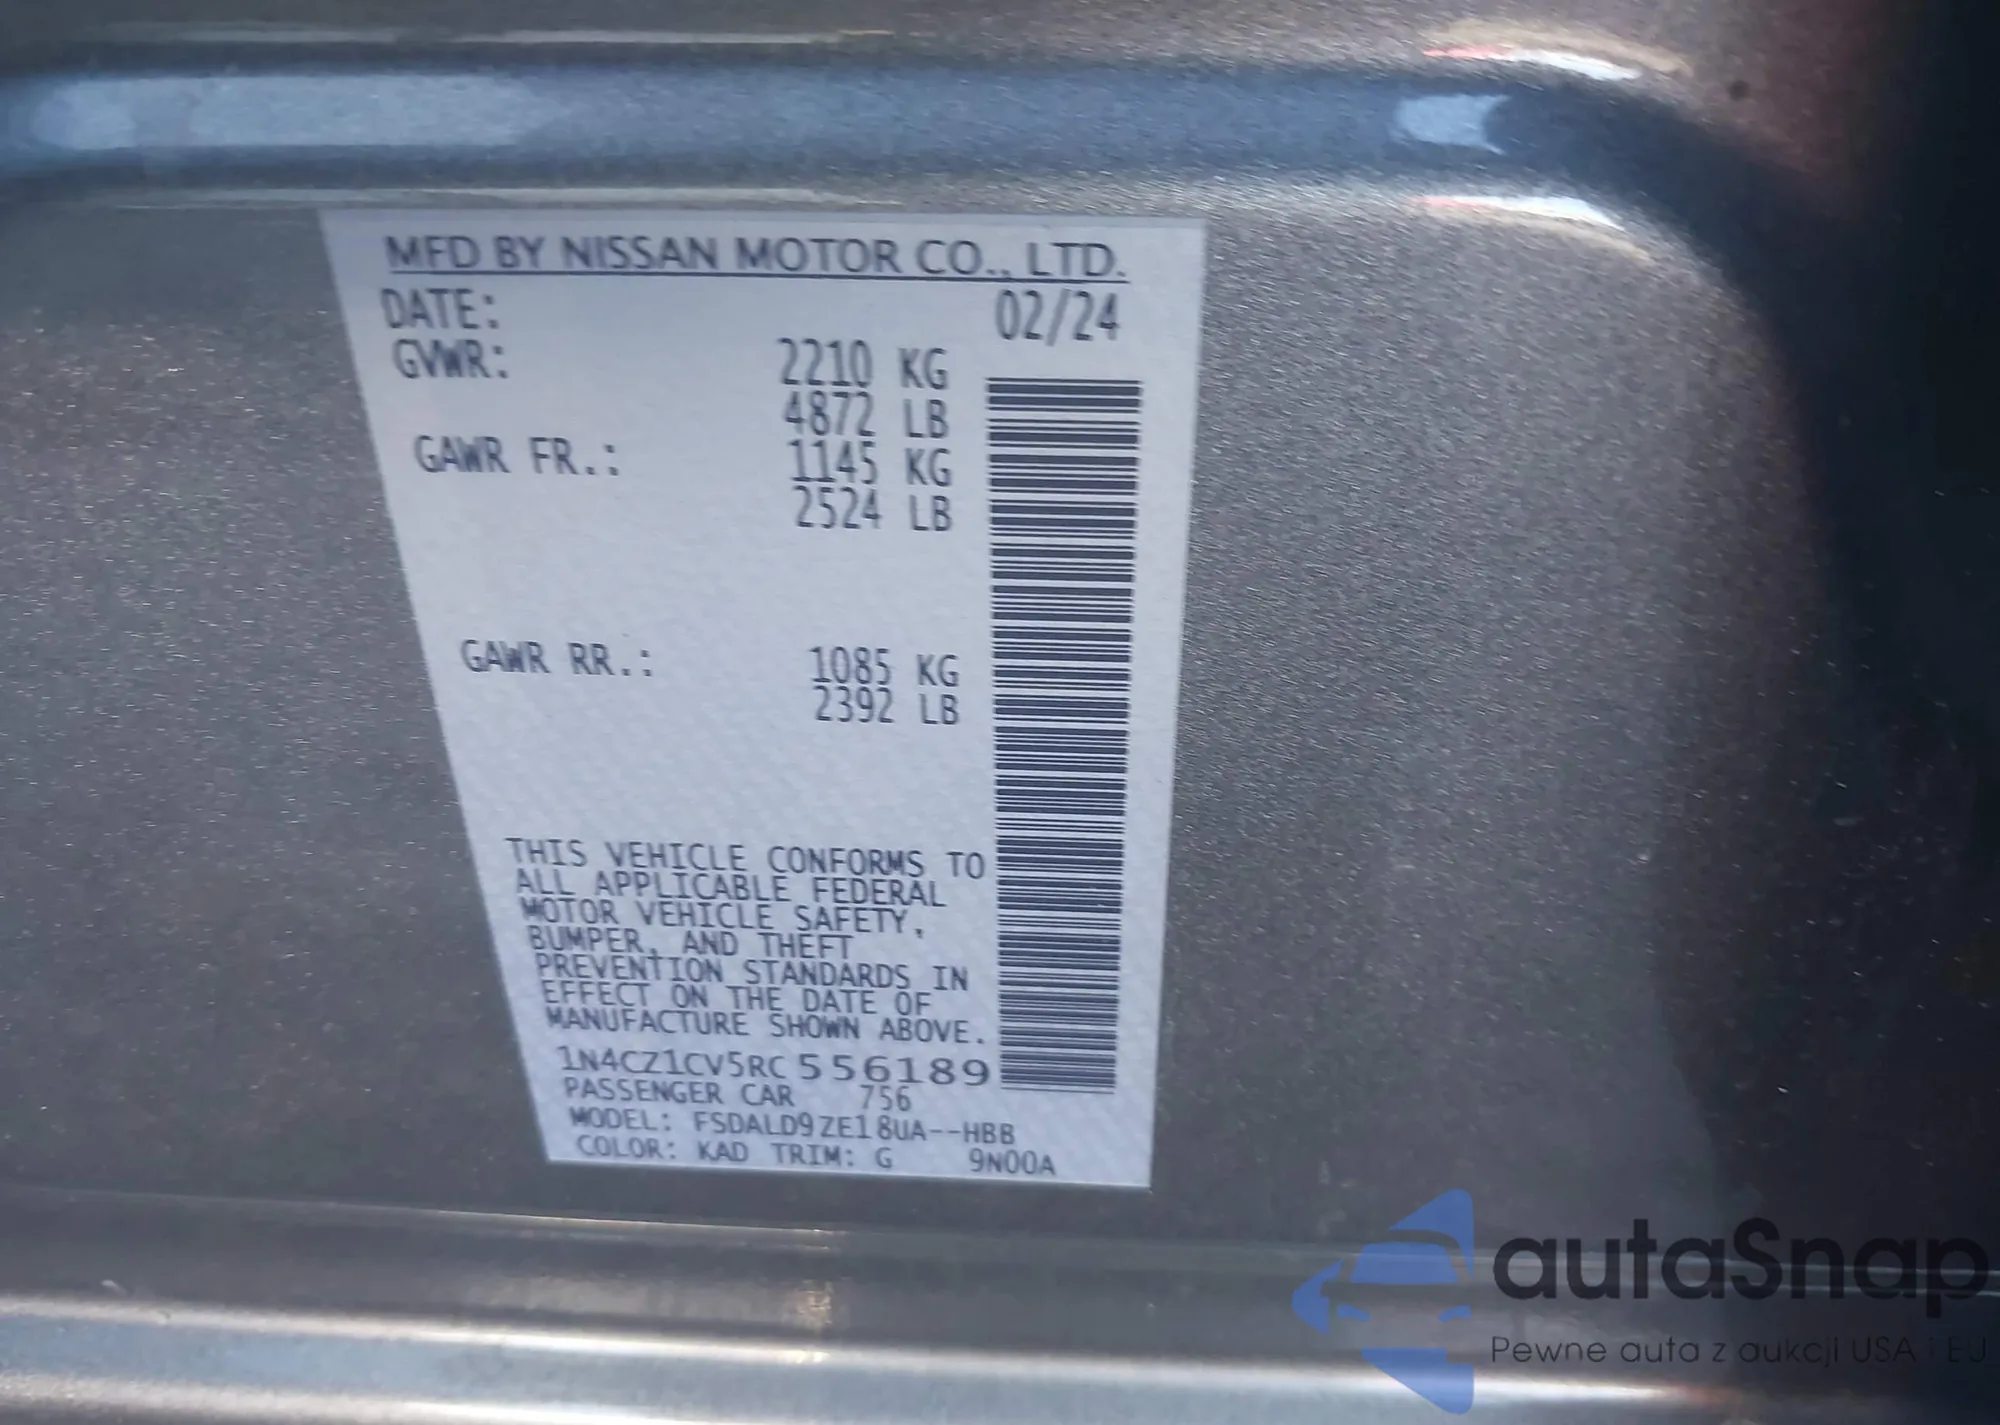 MFD BY NISSAN MOTOR CO., LTD.
DATE: 02/24
GVWR: 2210 KG
4872 LB
GAWR FR.: 1145 KG
2524 LB
GAWR RR.: 1085 KG
2392 LB
THIS VEHICLE CONFORMS TO
ALL APPLICABLE FEDERAL
MOTOR VEHICLE SAFETY,
BUMPER, AND THEFT
PREVENTION STANDARDS IN
EFFECT ON THE DATE OF
MANUFACTURE SHOWN ABOVE.
1N4CZ1CV5RC556189
PASSENGER CAR 756
MODEL: FSDALD9ZE18UA--HBB
COLOR: KAD TRIM: G 9N00A
autaSnap
Pewne auta z aukcji USA i EU